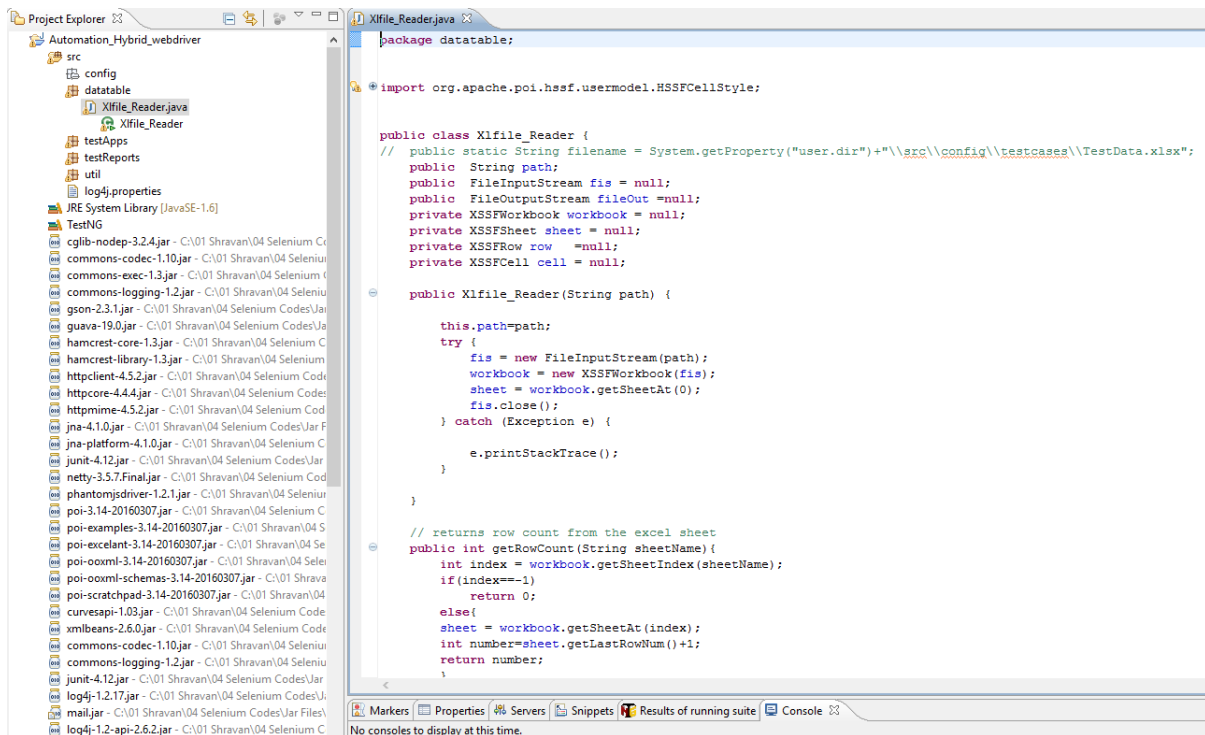 Project Explorer
Automation_Hybrid_webdriver
src
config
datatable
Xlfile_Reader.java
Xlfile_Reader
testApps
testReports
util
log4j.properties
JRE System Library [JavaSE-1.6]
TestNG
cglib-nodep-3.2.4.jar - C:\01 Shravan\04 Selenium Co
commons-codec-1.10.jar - C:\01 Shravan\04 Seleniu
commons-exec-1.3.jar - C:\01 Shravan\04 Selenium
commons-logging-1.2.jar - C:\01 Shravan\04 Seleniu
gson-2.3.1.jar - C:\01 Shravan\04 Selenium Codes\Jar
guava-19.0.jar - C:\01 Shravan\04 Selenium Codes\Ja
hamcrest-core-1.3.jar - C:\01 Shravan\04 Selenium C
hamcrest-library-1.3.jar - C:\01 Shravan\04 Selenium
httpclient-4.5.2.jar - C:\01 Shravan\04 Selenium Code
httpcore-4.4.4.jar - C:\01 Shravan\04 Selenium Codes
httpmime-4.5.2.jar - C:\01 Shravan\04 Selenium Cod
jna-4.1.0.jar - C:\01 Shravan\04 Selenium Codes\Jar F
jna-platform-4.1.0.jar - C:\01 Shravan\04 Selenium C
junit-4.12.jar - C:\01 Shravan\04 Selenium Codes\Jar
netty-3.5.7.Final.jar - C:\01 Shravan\04 Selenium Cod
phantomjsdriver-1.2.1.jar - C:\01 Shravan\04 Seleniur
poi-3.14-20160307.jar - C:\01 Shravan\04 Selenium C
poi-examples-3.14-20160307.jar - C:\01 Shravan\04 S
poi-excelant-3.14-20160307.jar - C:\01 Shravan\04 Se
poi-ooxml-3.14-20160307.jar - C:\01 Shravan\04 Sele
poi-ooxml-schemas-3.14-20160307.jar - C:\01 Shrava
poi-scratchpad-3.14-20160307.jar - C:\01 Shravan\04
curvesapi-1.03.jar - C:\01 Shravan\04 Selenium Code
xmlbeans-2.6.0.jar - C:\01 Shravan\04 Selenium Code
commons-codec-1.10.jar - C:\01 Shravan\04 Seleniu
commons-logging-1.2.jar - C:\01 Shravan\04 Seleniu
junit-4.12.jar - C:\01 Shravan\04 Selenium Codes\Jar
log4j-1.2.17.jar - C:\01 Shravan\04 Selenium Codes\Ja
mail.jar - C:\01 Shravan\04 Selenium Codes\Jar Files\
log4j-1.2-api-2.6.2.jar - C:\01 Shravan\04 Selenium C
Xlfile_Reader.java
package datatable;
import org.apache.poi.hssf.usermodel.HSSFCellStyle;
public class Xlfile_Reader {
// public static String filename = System.getProperty("user.dir")+"\\src\\config\\testcases\\TestData.xlsx";
public String path;
public FileInputStream fis = null;
public FileOutputStream fileOut =null;
private XSSFWorkbook workbook = null;
private XSSFSheet sheet = null;
private XSSFRow row =null;
private XSSFCell cell = null;
public Xlfile_Reader(String path) {
this.path=path;
try {
fis = new FileInputStream(path);
workbook = new XSSFWorkbook(fis);
sheet = workbook.getSheetAt(0);
fis.close();
} catch (Exception e) {
e.printStackTrace();
}
}
// returns row count from the excel sheet
public int getRowCount(String sheetName){
int index = workbook.getSheetIndex(sheetName);
if(index==-1)
return 0;
else{
sheet = workbook.getSheetAt(index);
int number=sheet.getLastRowNum()+1;
return number;
}
Markers Properties Servers Snippets Results of running suite Console
No consoles to display at this time.